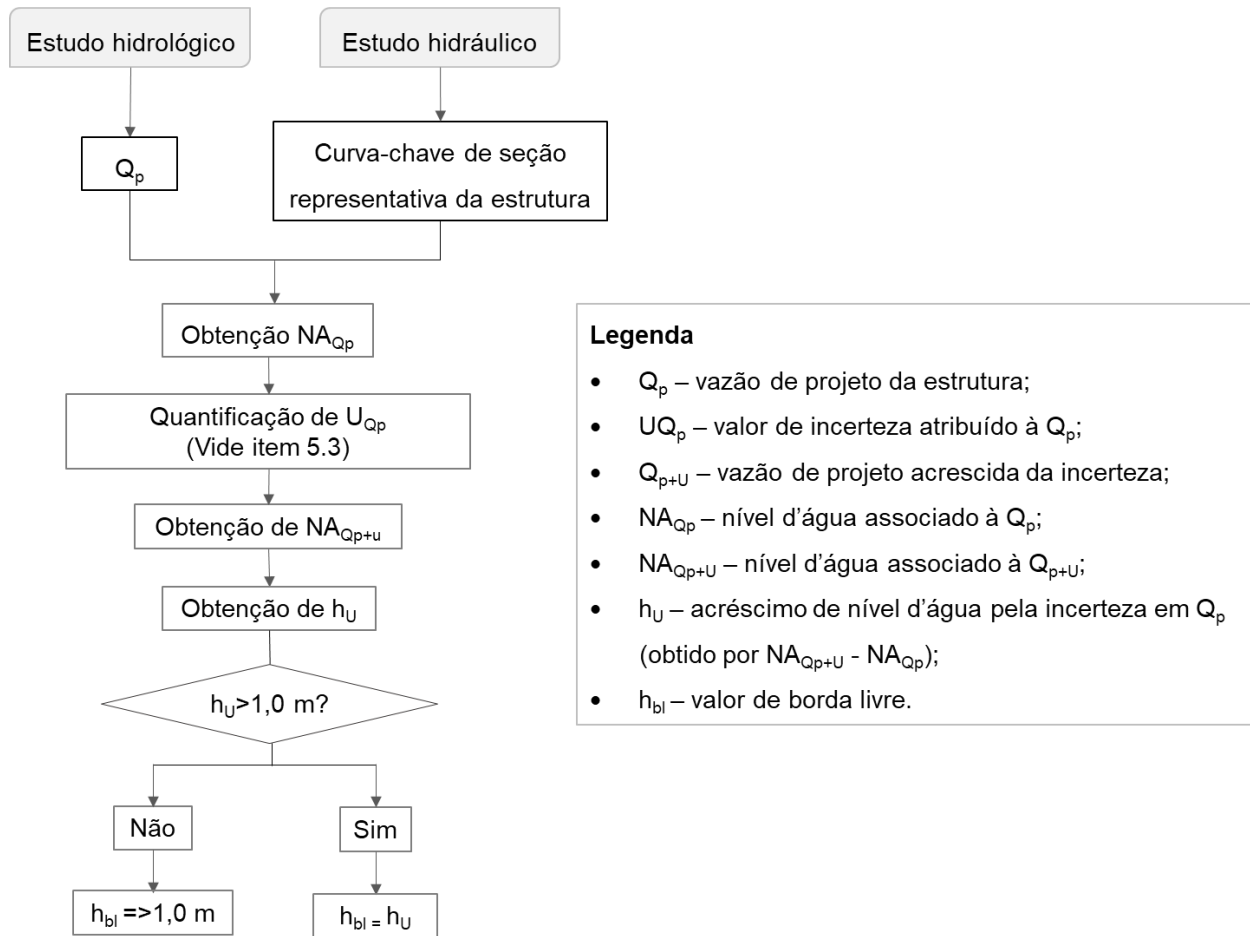 Estudo hidrológico
Estudo hidráulico
Qp
Curva-chave de seção
representativa da estrutura
Obtenção NAQp
Quantificação de UQp
(Vide item 5.3)
Obtenção de NAQp+u
Obtenção de hU
hU>1,0 m?
Não
Sim
hbl =>1,0 m
hbl = hU
Legenda
• Qp – vazão de projeto da estrutura;
• UQp – valor de incerteza atribuído à Qp;
• Qp+U – vazão de projeto acrescida da incerteza;
• NAQp – nível d’água associado à Qp;
• NAQp+U – nível d’água associado à Qp+U;
• hU – acréscimo de nível d’água pela incerteza em Qp
(obtido por NAQp+U - NAQp);
• hbl – valor de borda livre.